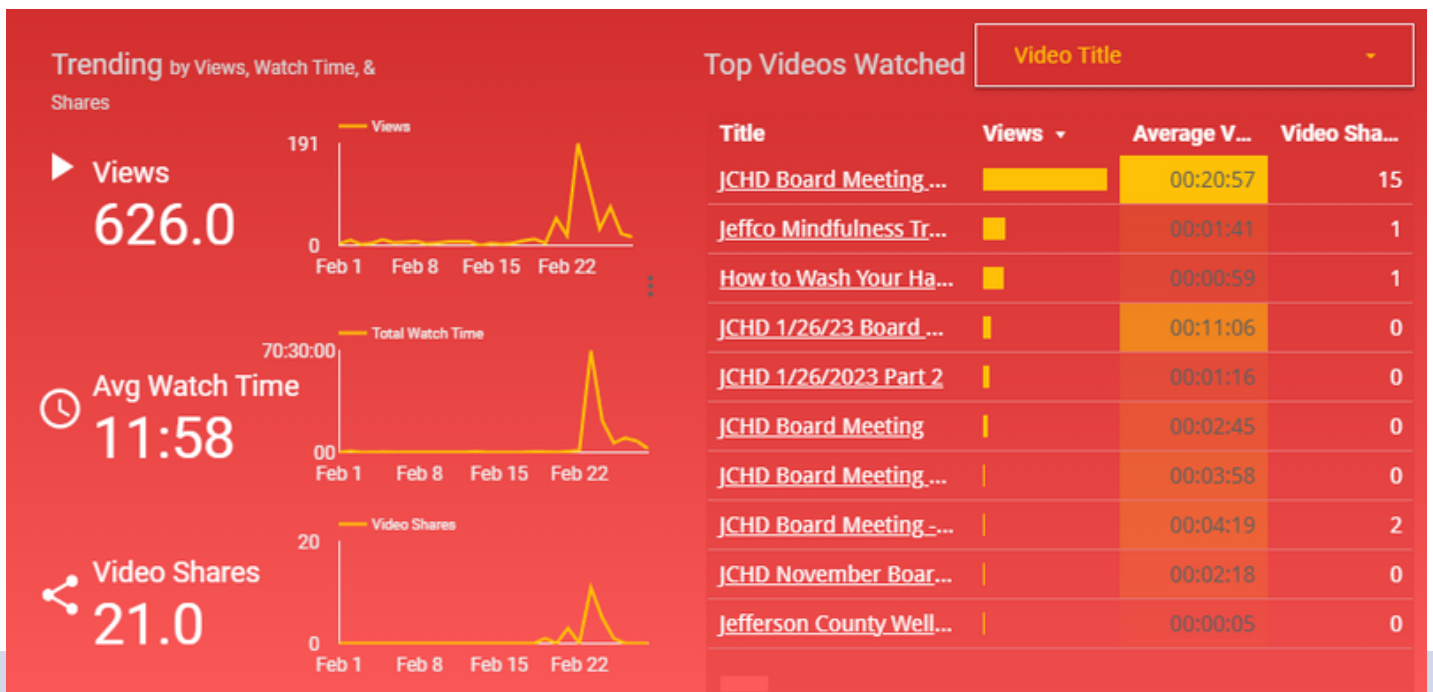 Trending by Views, Watch Time, &
Shares
Views
626.0
Views
191
0
Feb 1 Feb 8 Feb 15 Feb 22
Avg Watch Time
11:58
Total Watch Time
70:30:00
00
Feb 1 Feb 8 Feb 15 Feb 22
Video Shares
21.0
Video Shares
20
0
Feb 1 Feb 8 Feb 15 Feb 22
Top Videos Watched
Video Title
Title Views Average V... Video Sha...
JCHD Board Meeting ... 00:20:57 15
Jeffco Mindfulness Tr... 00:01:41 1
How to Wash Your Ha... 00:00:59 1
JCHD 1/26/23 Board ... 00:11:06 0
JCHD 1/26/2023 Part 2 00:01:16 0
JCHD Board Meeting 00:02:45 0
JCHD Board Meeting ... 00:03:58 0
JCHD Board Meeting -... 00:04:19 2
JCHD November Boar... 00:02:18 0
Jefferson County Well... 00:00:05 0